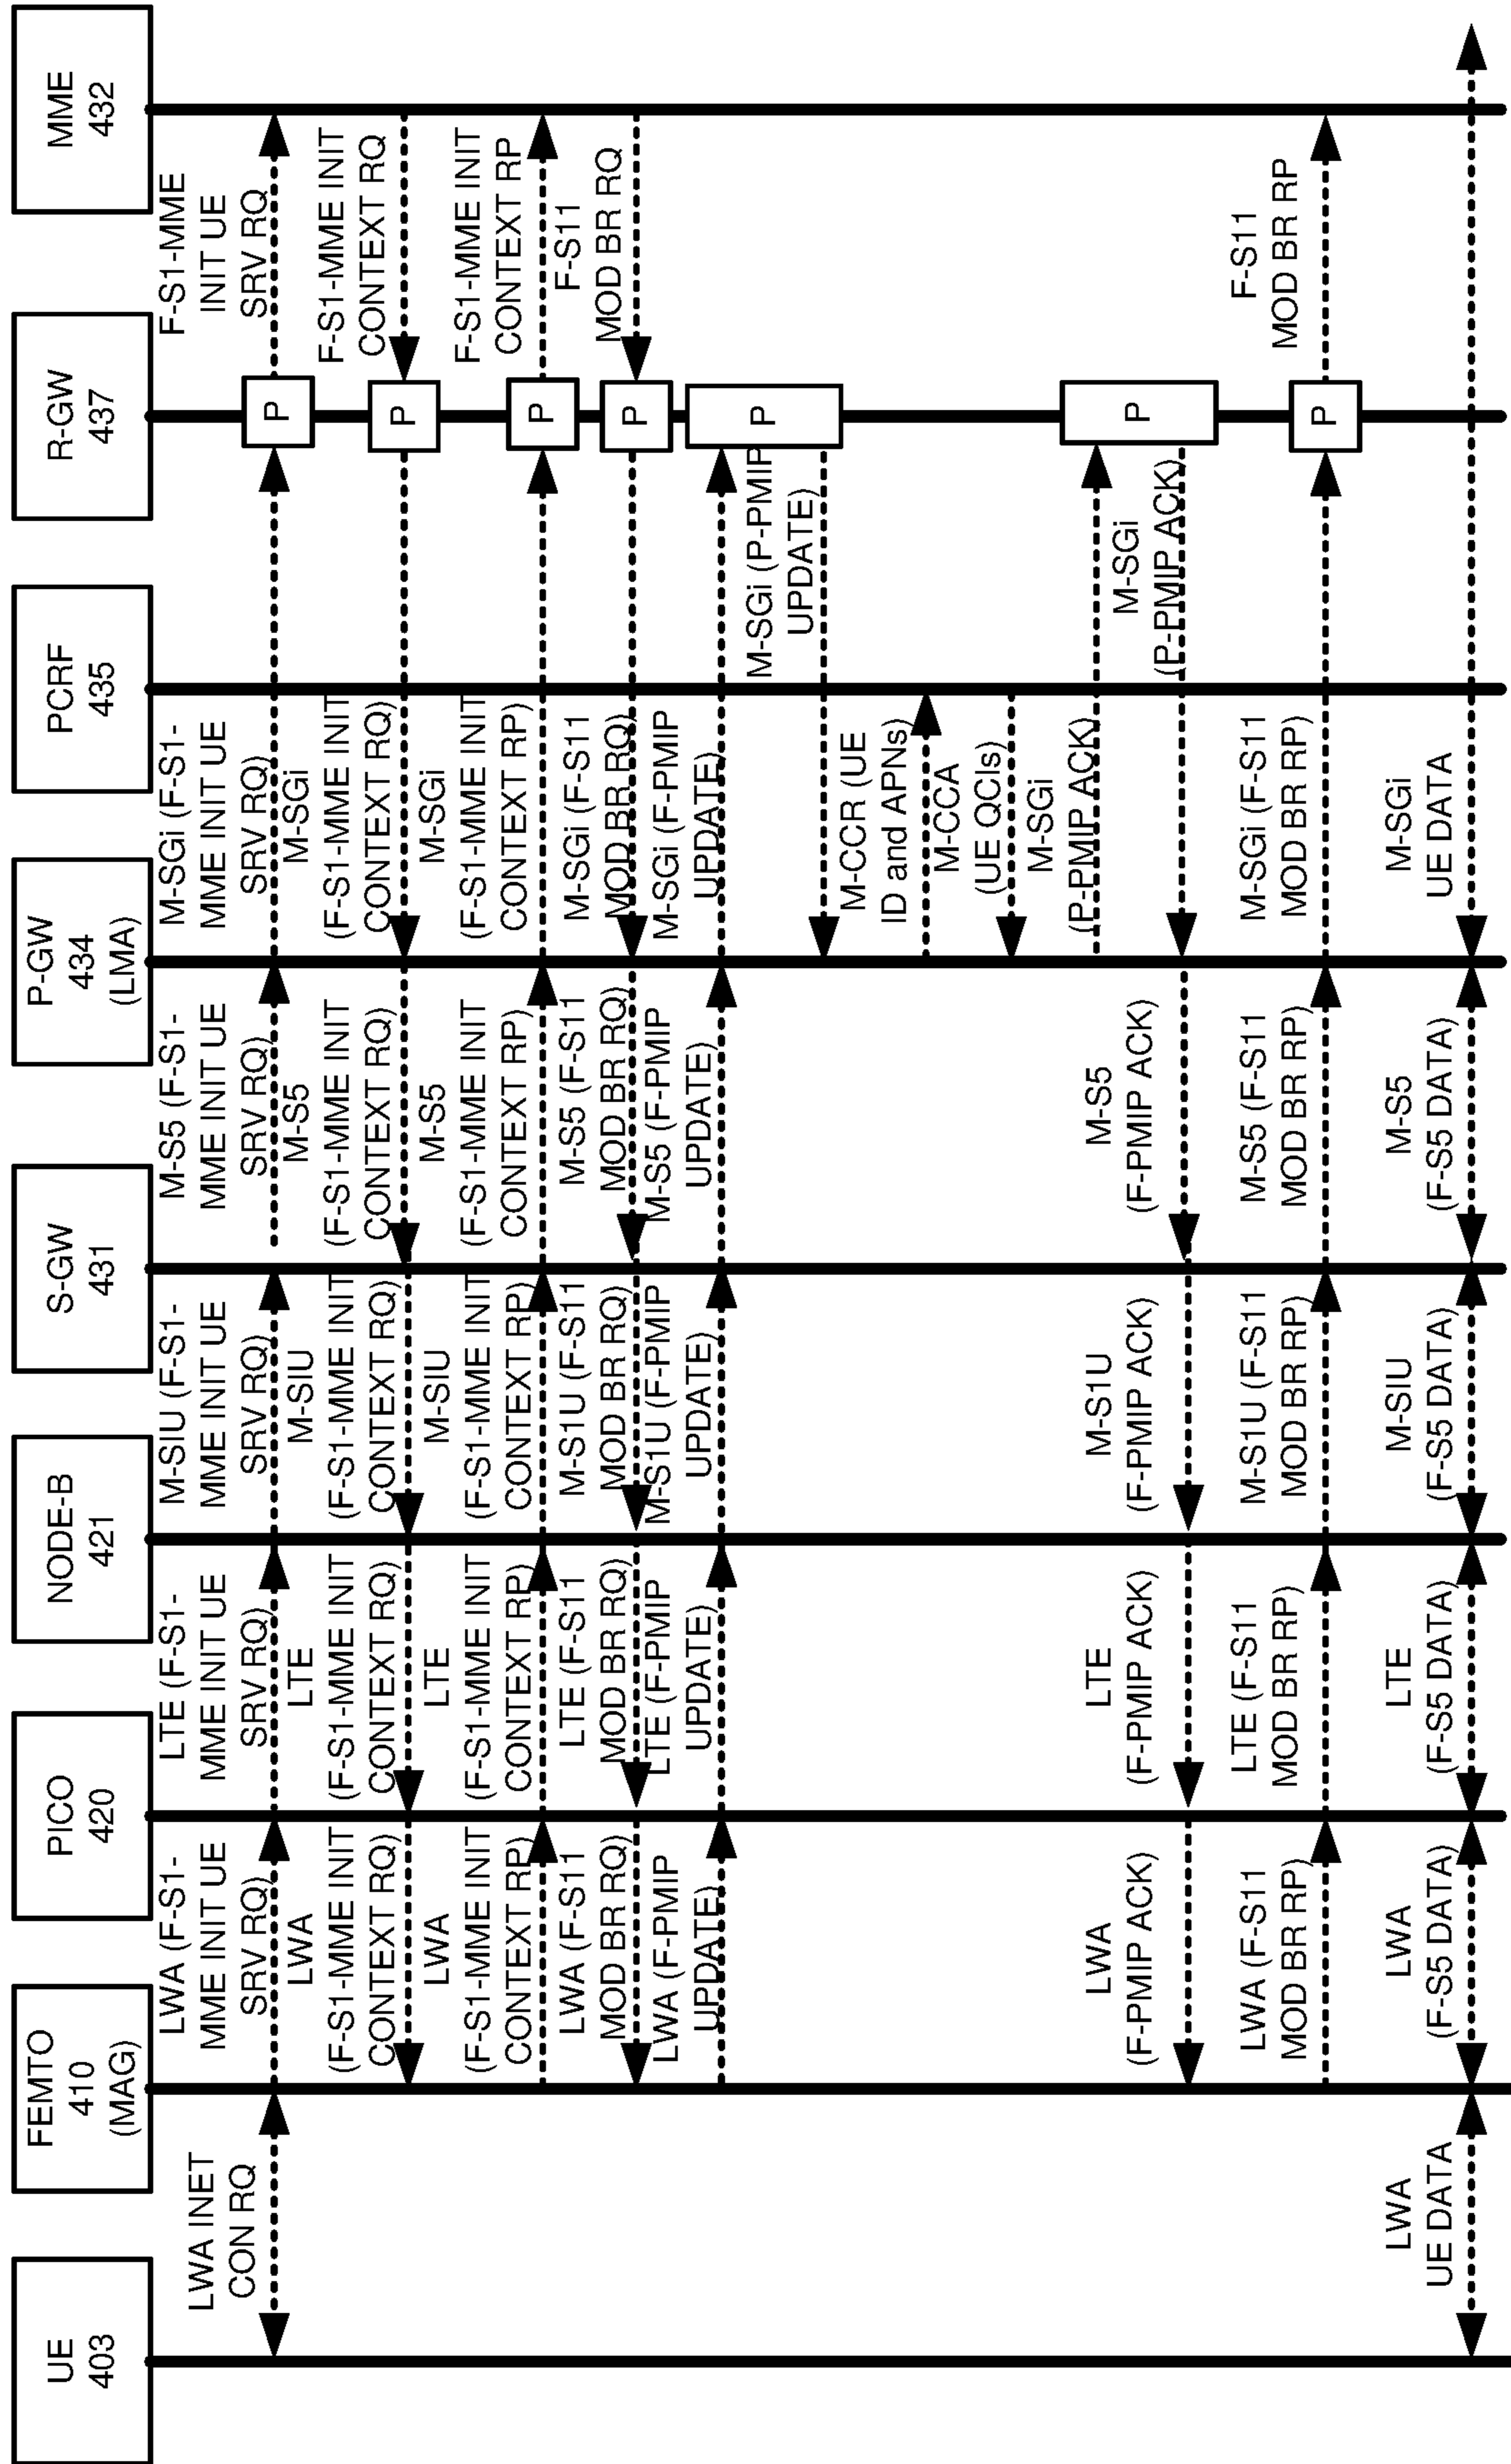 UE
403
FEMTO
410
(MAG)
PICO
420
NODE-B
421
S-GW
431
P-GW
434
(LMA)
PCRF
435
R-GW
437
MME
432
LWA INET
CON RQ
LWA (F-S1-
MME INIT UE
SRV RQ)
LTE (F-S1-
MME INIT UE
SRV RQ)
M-SIU (F-S1-
MME INIT UE
SRV RQ)
M-S5 (F-S1-
MME INIT UE
SRV RQ)
M-SGi (F-S1-
MME INIT UE
SRV RQ)
P
F-S1-MME
INIT UE
SRV RQ
LWA
(F-S1-MME INIT
CONTEXT RQ)
LTE
(F-S1-MME INIT
CONTEXT RQ)
M-SIU
(F-S1-MME INIT
CONTEXT RQ)
M-S5
(F-S1-MME INIT
CONTEXT RQ)
M-SGi
(F-S1-MME INIT
CONTEXT RQ)
P
F-S1-MME INIT
CONTEXT RQ
LWA
(F-S1-MME INIT
CONTEXT RP)
LTE
(F-S1-MME INIT
CONTEXT RP)
M-SIU
(F-S1-MME INIT
CONTEXT RP)
M-S5
(F-S1-MME INIT
CONTEXT RP)
M-SGi
(F-S1-MME INIT
CONTEXT RP)
P
F-S1-MME INIT
CONTEXT RP
LWA (F-S11
MOD BR RQ)
LTE (F-S11
MOD BR RQ)
M-S1U (F-S11
MOD BR RQ)
M-S5 (F-S11
MOD BR RQ)
M-SGi (F-S11
MOD BR RQ)
P
F-S11
MOD BR RQ
LWA (F-PMIP
UPDATE)
LTE (F-PMIP
UPDATE)
M-S1U (F-PMIP
UPDATE)
M-S5 (F-PMIP
UPDATE)
M-SGi (F-PMIP
UPDATE)
P
M-SGi (P-PMIP
UPDATE)
M-CCR (UE
ID and APNs)
M-CCA
(UE QCIs)
M-SGi
(P-PMIP ACK)
P
M-SGi
(P-PMIP ACK)
LWA
(F-PMIP ACK)
LTE
(F-PMIP ACK)
M-S1U
(F-PMIP ACK)
M-S5
(F-PMIP ACK)
LWA (F-S11
MOD BR RP)
LTE (F-S11
MOD BR RP)
M-S1U (F-S11
MOD BR RP)
M-S5 (F-S11
MOD BR RP)
M-SGi (F-S11
MOD BR RP)
P
F-S11
MOD BR RP
LWA
UE DATA
LWA
(F-S5 DATA)
LTE
(F-S5 DATA)
M-SIU
(F-S5 DATA)
M-S5
(F-S5 DATA)
M-SGi
UE DATA